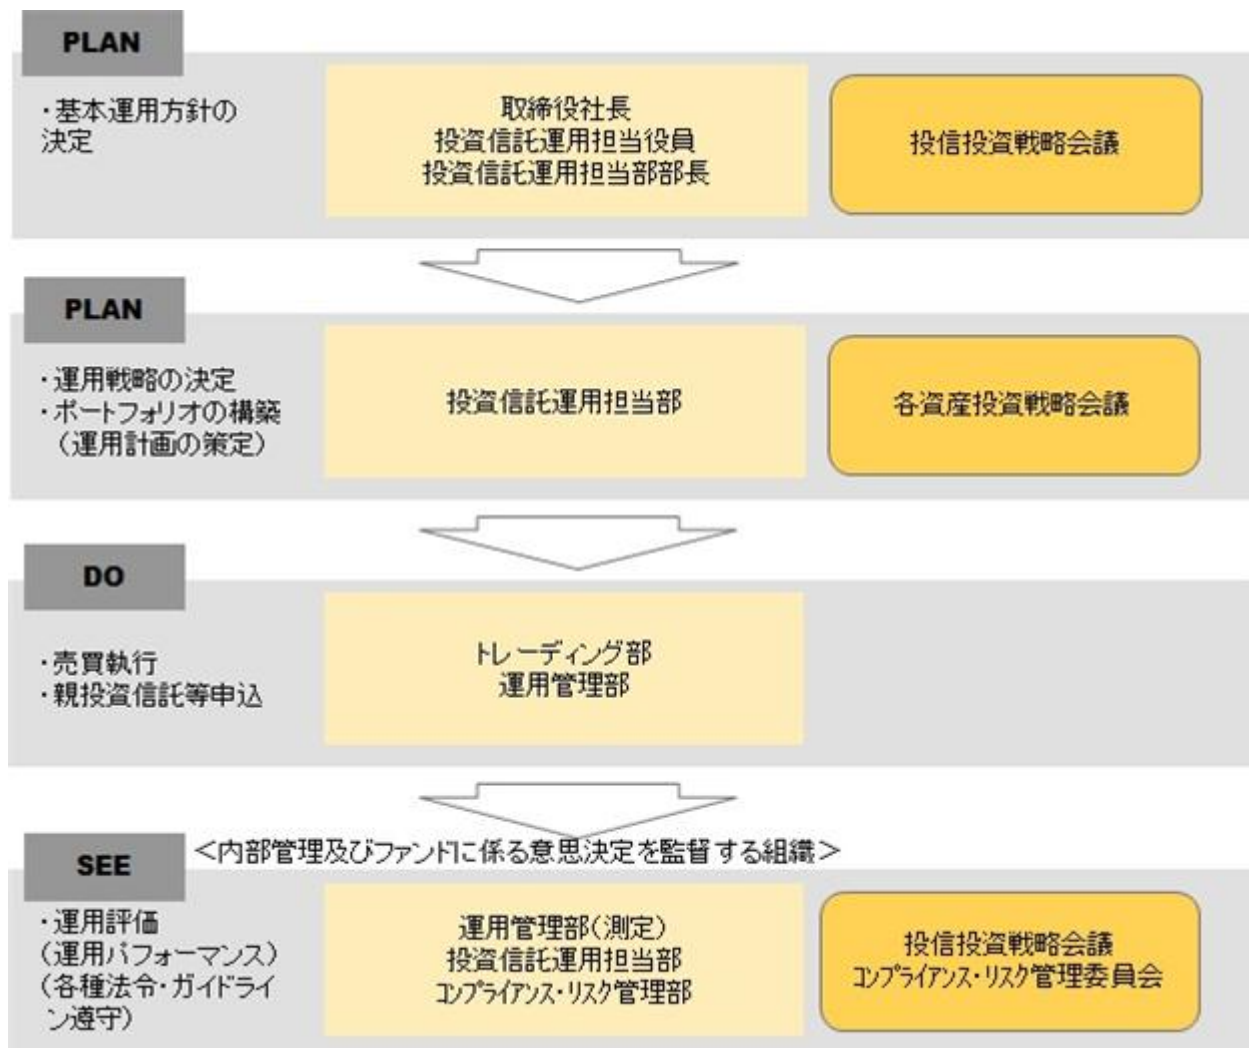 PLAN
・基本運用方針の
決定
取締役社長
投資信託運用担当役員
投資信託運用担当部部長
投信投資戦略会議
PLAN
・運用戦略の決定
・ポートフォリオの構築
（運用計画の策定）
投資信託運用担当部
各資産投資戦略会議
DO
・売買執行
・親投資信託等申込
トレーディング部
運用管理部
SEE
＜内部管理及びファンドに係る意思決定を監督する組織＞
・運用評価
（運用パフォーマンス）
（各種法令・ガイドライ
ン遵守）
運用管理部（測定）
投資信託運用担当部
コンプライアンス・リスク管理部
投信投資戦略会議
コンプライアンス・リスク管理委員会